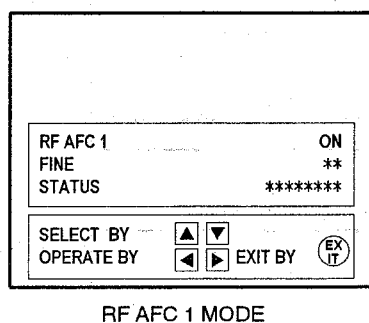 RF AFC 1 ON
FINE **
STATUS ********
SELECT BY ▲ ▼
OPERATE BY ◀ ▶ EXIT BY EXIT
RF AFC 1 MODE